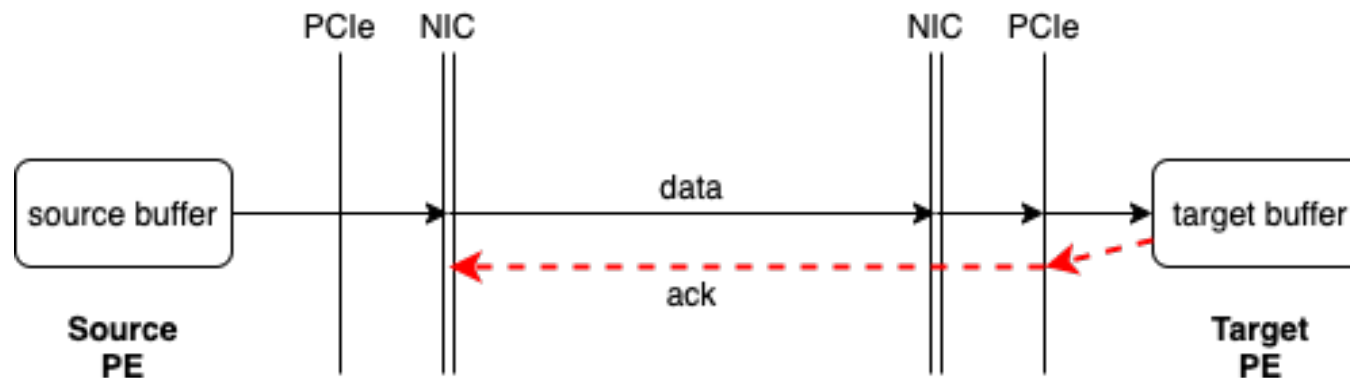 PCIe NIC NIC PCIe
data
source buffer target buffer
ack
Source Target
PE PE